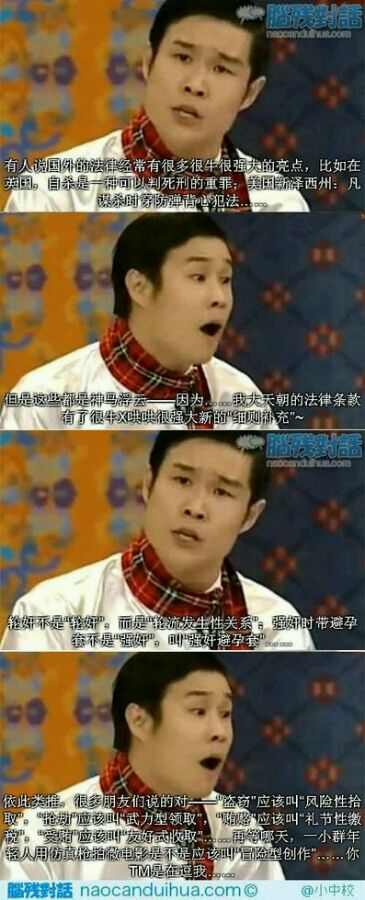 腦残對話
naocanduihua.com
有人说国外的法律经常有很多很牛很强大的亮点，比如在
英国，自杀是一种可以判死刑的重罪；美国新泽西州：凡
谋杀时穿防弹背心犯法……
但是这些都是神马浮云——因为……我大天朝的法律条款
有了很牛X哄哄很强大新的“细则补充”~
腦残對話
naocanduihua.com
轮奸不是“轮奸”，而是“轮流发生性关系”；强奸时带避孕
套不是“强奸”，叫“强奸避孕套”……
依此类推，很多朋友们说的对——“盗窃”应该叫“风险性拾
取”，“抢劫”应该叫“武力型领取”，“贿赂”应该叫“礼节性缴
税”，“受贿”应该叫“友好式收取”……再等哪天，一小群年
轻人用仿真枪拍微电影是不是应该叫“冒险型创作”……你
TM是在逗我……
腦残對話 naocanduihua.com © @小中校